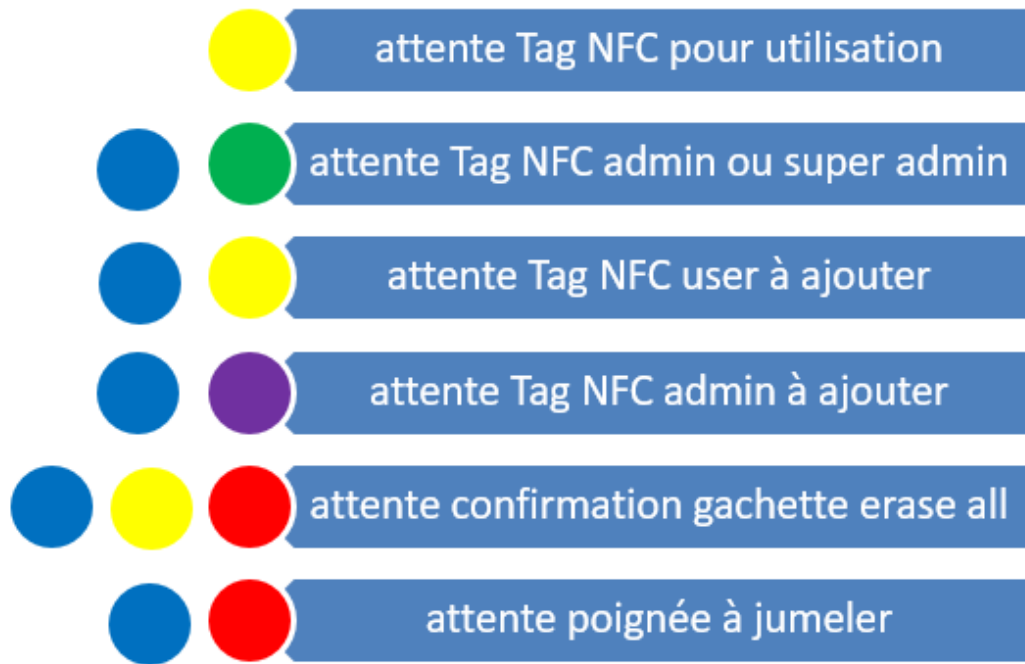 attente Tag NFC pour utilisation
attente Tag NFC admin ou super admin
attente Tag NFC user à ajouter
attente Tag NFC admin à ajouter
attente confirmation gachette erase all
attente poignée à jumeler